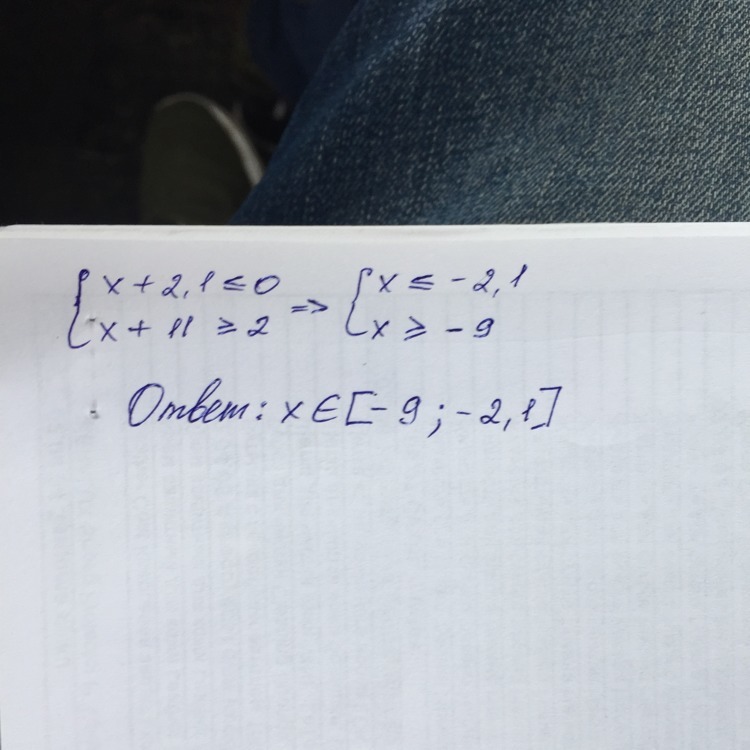 { x + 2,1 ≤ 0 => { x ≤ -2,1
x + 11 ≥ 2 x ≥ -9
Ответ: x ∈ [-9 ; -2,1]